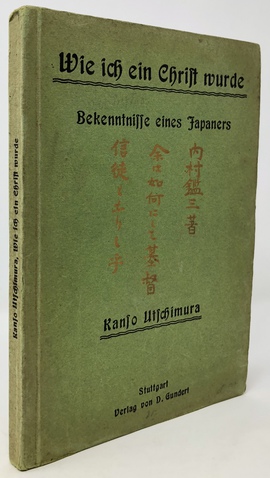 Wie ich ein Christ wurde
Bekenntnisse eines Japaners
内村鑑三著
余は如何にして基督
信徒となりし乎
Kanso Utschimura
Stuttgart
Verlag von D. Gundert
Kanso Utschimura, Wie ich ein Christ wurde